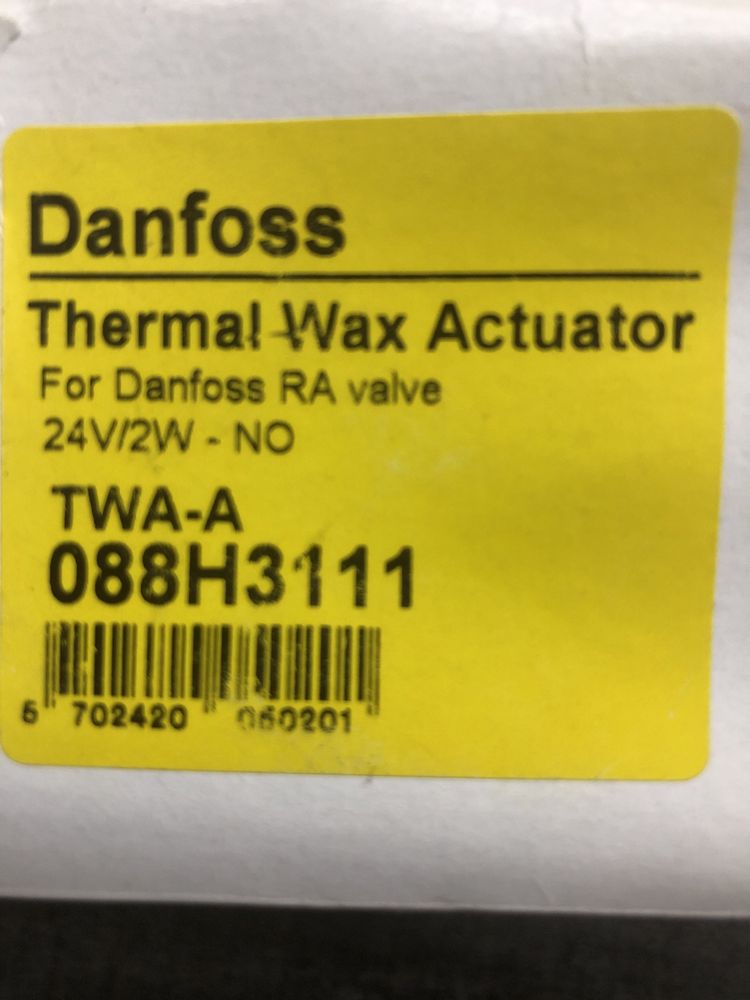 Danfoss
Thermal Wax Actuator
For Danfoss RA valve
24V/2W - NO
TWA-A
088H3111
5 702420 060201